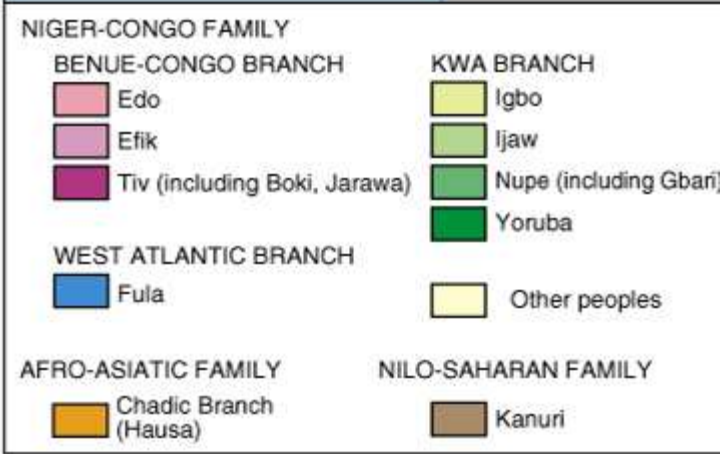 NIGER-CONGO FAMILY
BENUE-CONGO BRANCH
Edo
Efik
Tiv (including Boki, Jarawa)
WEST ATLANTIC BRANCH
Fula
KWA BRANCH
Igbo
Ijaw
Nupe (including Gbari)
Yoruba
Other peoples
AFRO-ASIATIC FAMILY
Chadic Branch
(Hausa)
NILO-SAHARAN FAMILY
Kanuri